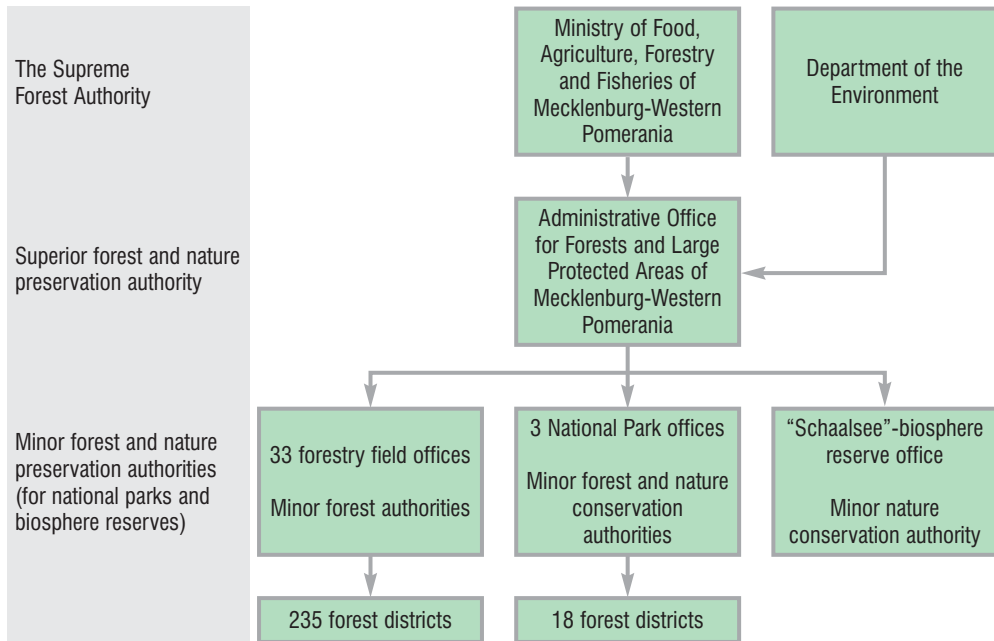 The Supreme
Forest Authority
Ministry of Food,
Agriculture, Forestry
and Fisheries of
Mecklenburg-Western
Pomerania
Department of the
Environment
Superior forest and nature
preservation authority
Administrative Office
for Forests and Large
Protected Areas of
Mecklenburg-Western
Pomerania
Minor forest and nature
preservation authorities
(for national parks and
biosphere reserves)
33 forestry field offices
Minor forest authorities
3 National Park offices
Minor forest and nature
conservation
authorities
“Schaalsee”-biosphere
reserve office
Minor nature
conservation authority
235 forest districts
18 forest districts